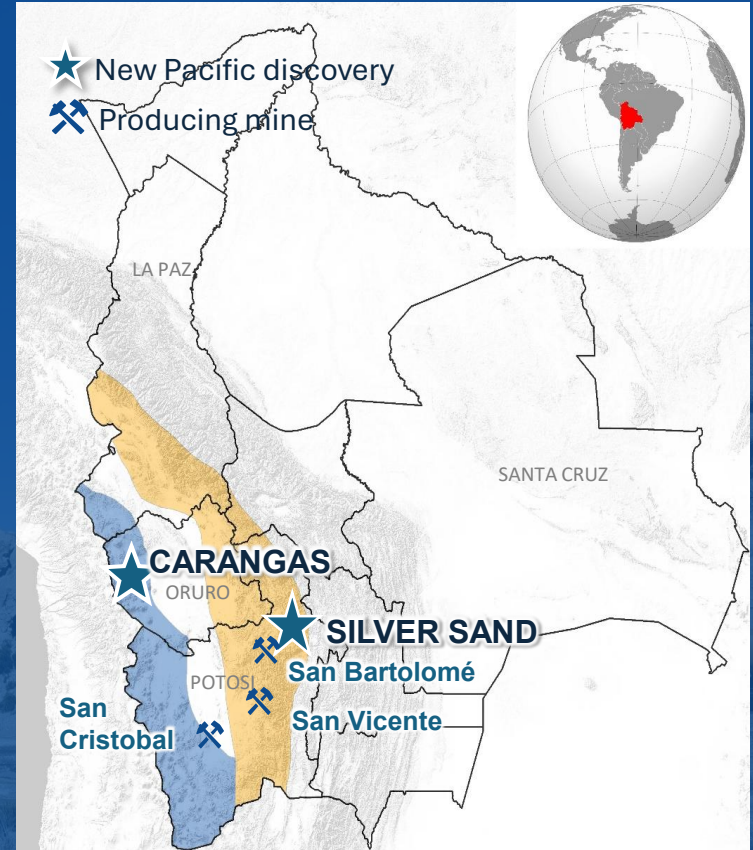 New Pacific discovery
Producing mine
LA PAZ
SANTA CRUZ
CARANGAS
ORURO
SILVER SAND
San Bartolomé
POTOSI
San Vicente
San
Cristobal